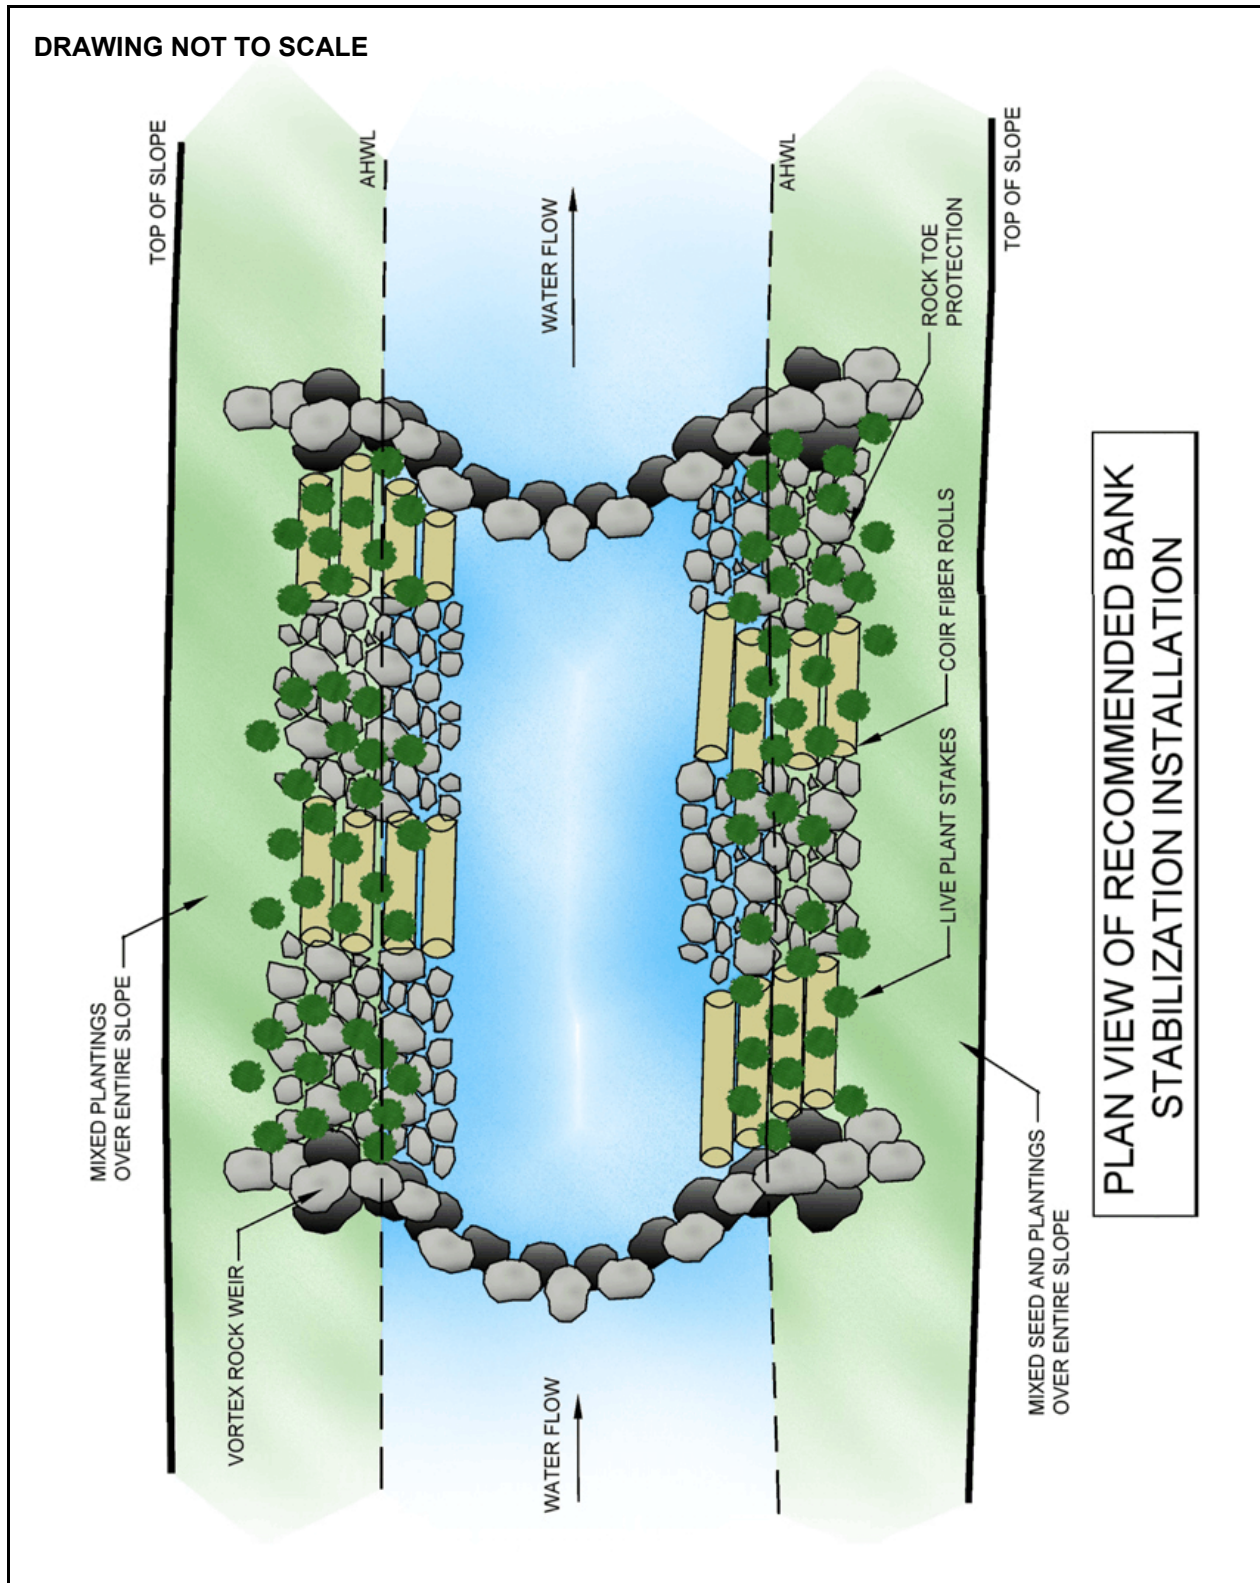 DRAWING NOT TO SCALE
TOP OF SLOPE
AHWL
WATER FLOW
AHWL
TOP OF SLOPE
ROCK TOE
PROTECTION
COIR FIBER ROLLS
LIVE PLANT STAKES
MIXED PLANTINGS
OVER ENTIRE SLOPE
VORTEX ROCK WEIR
WATER FLOW
MIXED SEED AND PLANTINGS
OVER ENTIRE SLOPE
PLAN VIEW OF RECOMMENDED BANK
STABILIZATION INSTALLATION